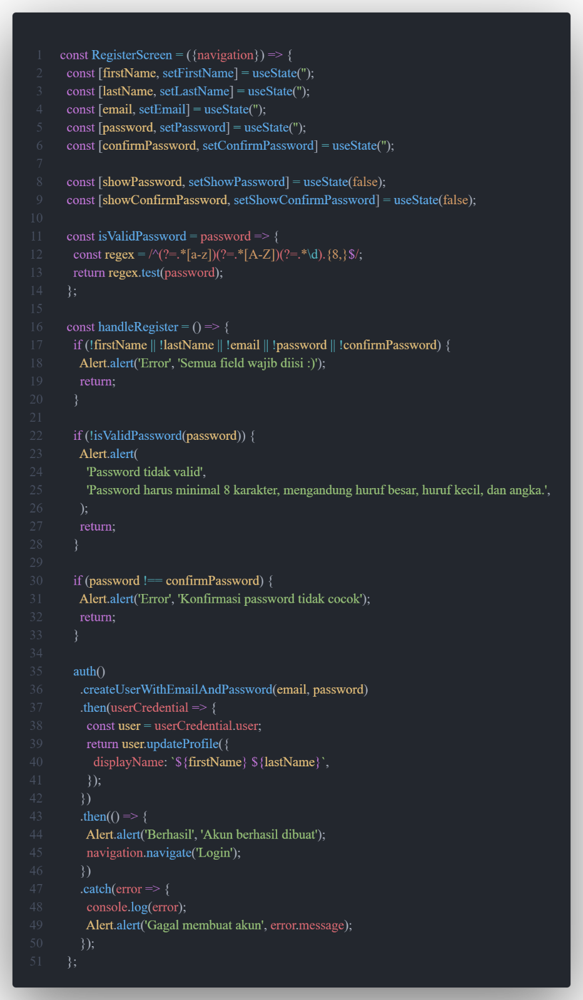 1 const RegisterScreen = ({navigation}) => {
2 const [firstName, setFirstName] = useState('');
3 const [lastName, setLastName] = useState('');
4 const [email, setEmail] = useState('');
5 const [password, setPassword] = useState('');
6 const [confirmPassword, setConfirmPassword] = useState('');
7
8 const [showPassword, setShowPassword] = useState(false);
9 const [showConfirmPassword, setShowConfirmPassword] = useState(false);
10
11 const isValidPassword = password => {
12 const regex = /^(?=.*[a-z])(?=.*[A-Z])(?=.*\d).{8,}$/;
13 return regex.test(password);
14 };
15
16 const handleRegister = () => {
17 if (!firstName || !lastName || !email || !password || !confirmPassword) {
18 Alert.alert('Error', 'Semua field wajib diisi :)');
19 return;
20 }
21
22 if (!isValidPassword(password)) {
23 Alert.alert(
24 'Password tidak valid',
25 'Password harus minimal 8 karakter, mengandung huruf besar, huruf kecil, dan angka.',
26 );
27 return;
28 }
29
30 if (password !== confirmPassword) {
31 Alert.alert('Error', 'Konfirmasi password tidak cocok');
32 return;
33 }
34
35 auth()
36 .createUserWithEmailAndPassword(email, password)
37 .then(userCredential => {
38 const user = userCredential.user;
39 return user.updateProfile({
40 displayName: `${firstName} ${lastName}`,
41 });
42 })
43 .then(() => {
44 Alert.alert('Berhasil', 'Akun berhasil dibuat');
45 navigation.navigate('Login');
46 })
47 .catch(error => {
48 console.log(error);
49 Alert.alert('Gagal membuat akun', error.message);
50 });
51 };